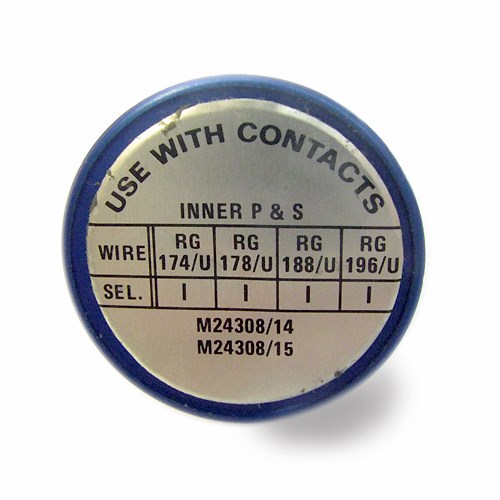 USE WITH CONTACTS
INNER P & S
WIRE RG 174/U RG 178/U RG 188/U RG 196/U
SEL. I I I I
M24308/14
M24308/15